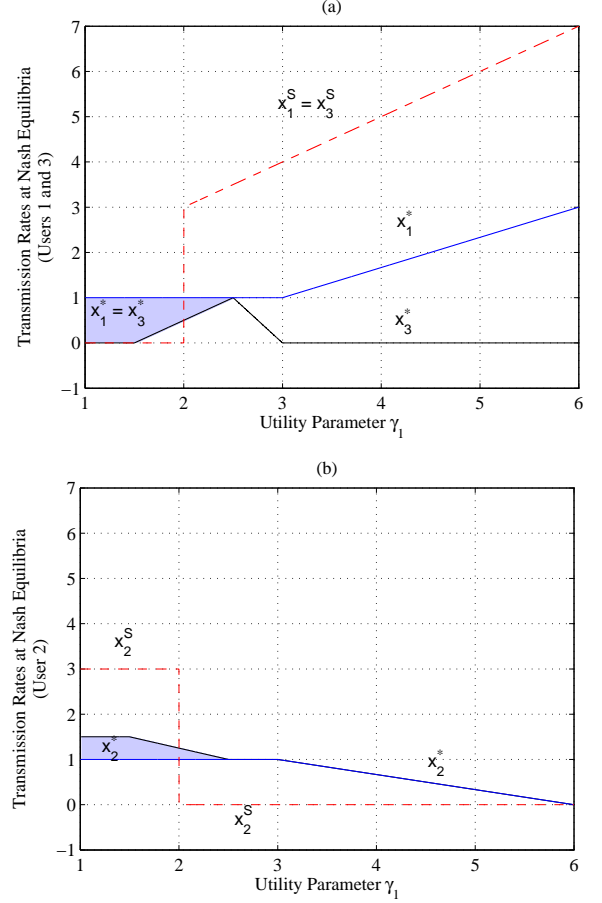 (a)
Transmission Rates at Nash Equilibria
(Users 1 and 3)
7
6
5
4
3
2
1
0
−1
x₁ˢ = x₃ˢ
x₁*
x₁* = x₃*
x₃*
1 2 3 4 5 6
Utility Parameter γ₁
(b)
Transmission Rates at Nash Equilibria
(User 2)
7
6
5
4
3
2
1
0
−1
x₂ˢ
x₂*
x₂*
x₂ˢ
1 2 3 4 5 6
Utility Parameter γ₁